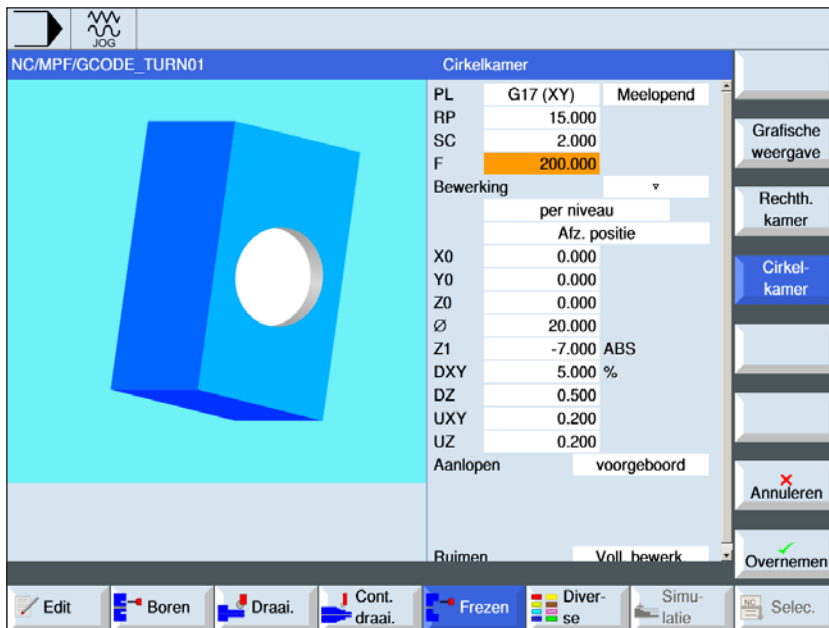 JOG
NC/MPF/GCODE_TURN01
Cirkelkamer
PL G17 (XY) Meelopend
RP 15.000
SC 2.000
F 200.000
Bewerking ▿
per niveau
Afz. positie
X0 0.000
Y0 0.000
Z0 0.000
Ø 20.000
Z1 -7.000 ABS
DXY 5.000 %
DZ 0.500
UXY 0.200
UZ 0.200
Aanlopen voorgeboord
Ruimen Voll. bewerk.
Grafische
weergave
Rechth.
kamer
Cirkel-
kamer
Annuleren
Overnemen
Edit
Boren
Draai.
Cont.
draai.
Frezen
Diver-
se
Simu-
latie
NC
Selec.